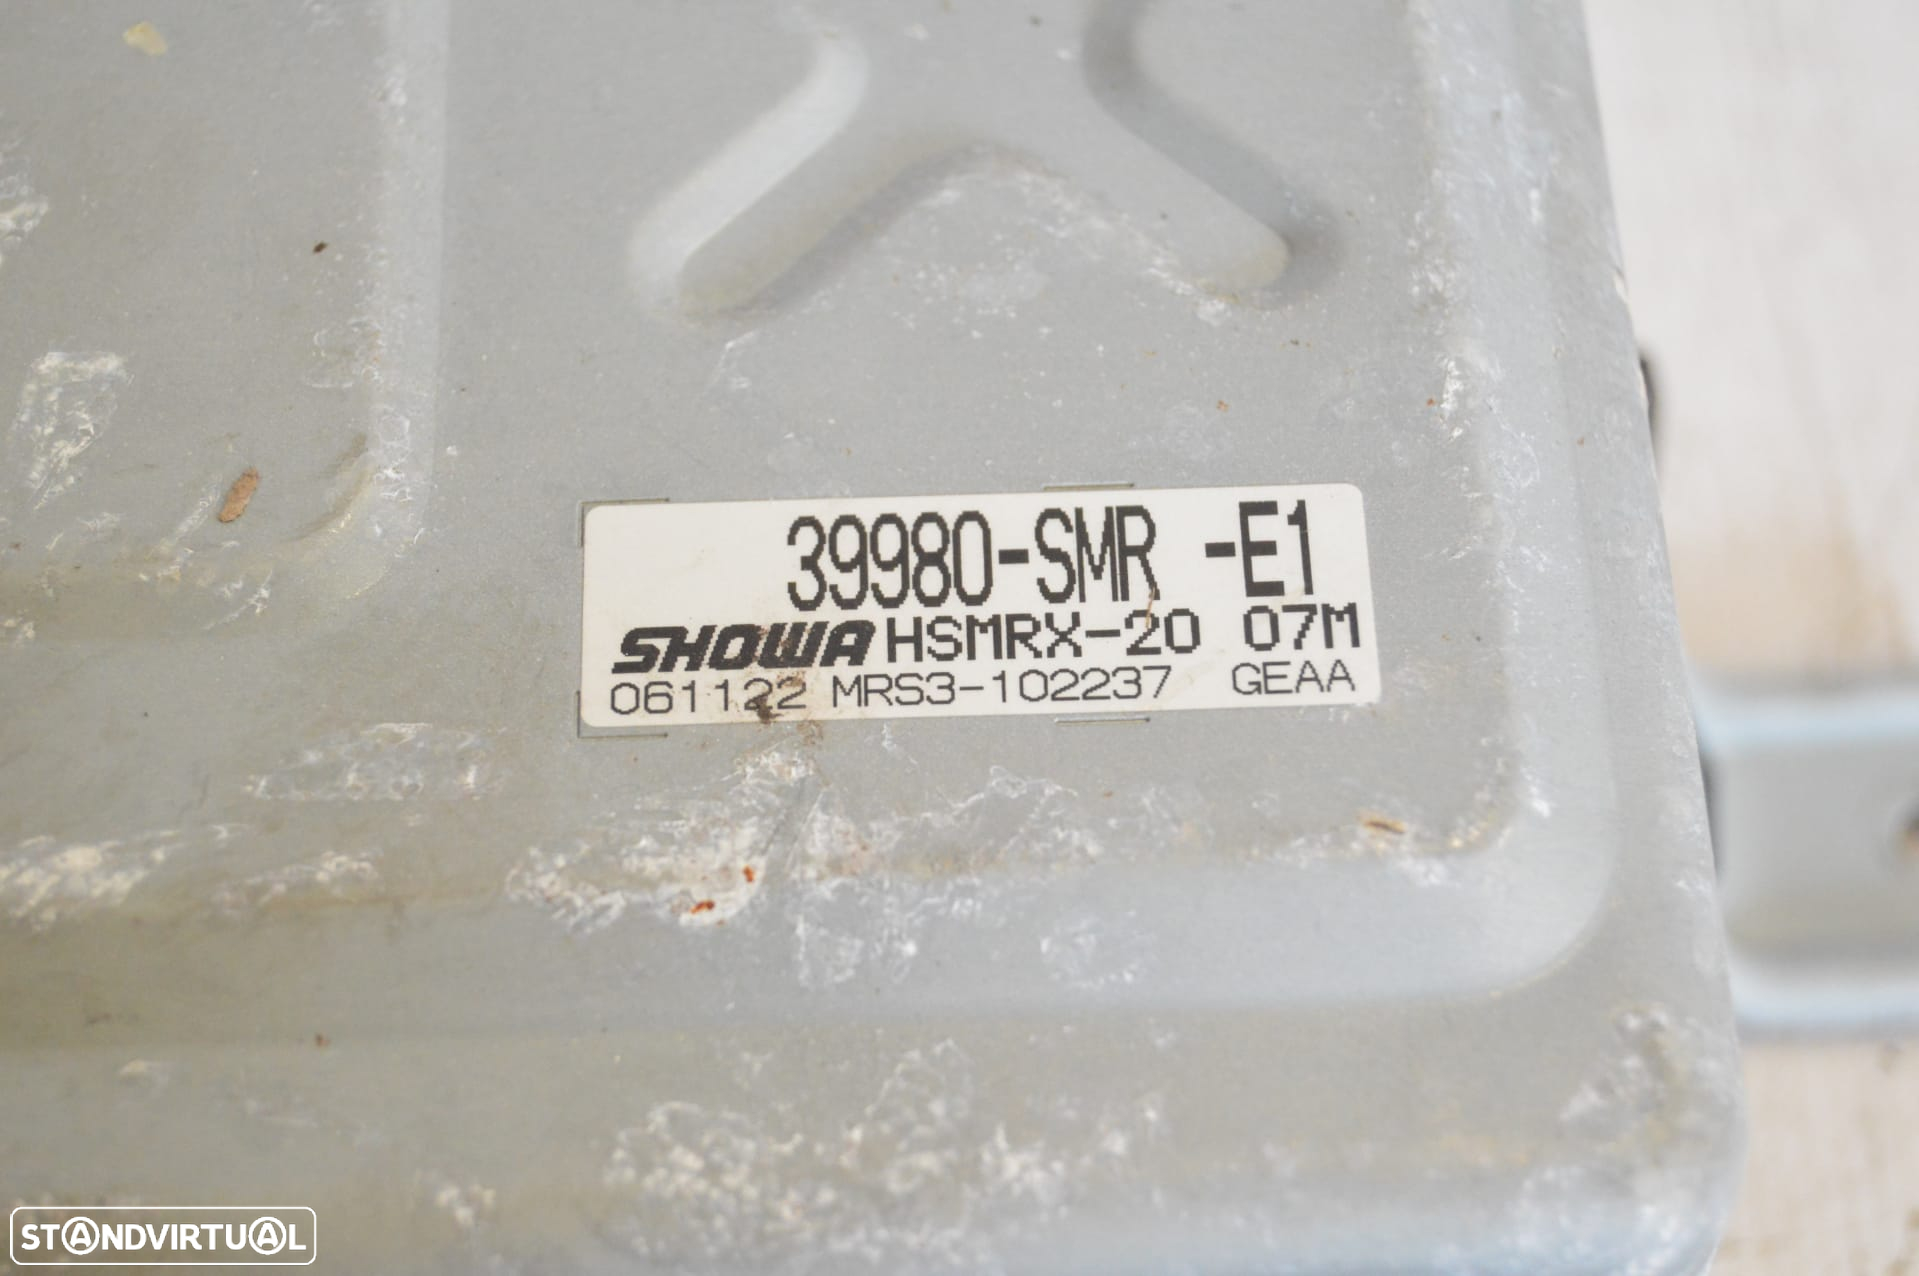 39980-SMR -E1
SHOWA HSMRX-20 07M
061122 MRS3-102237 GEAA
STANDVIRTUAL